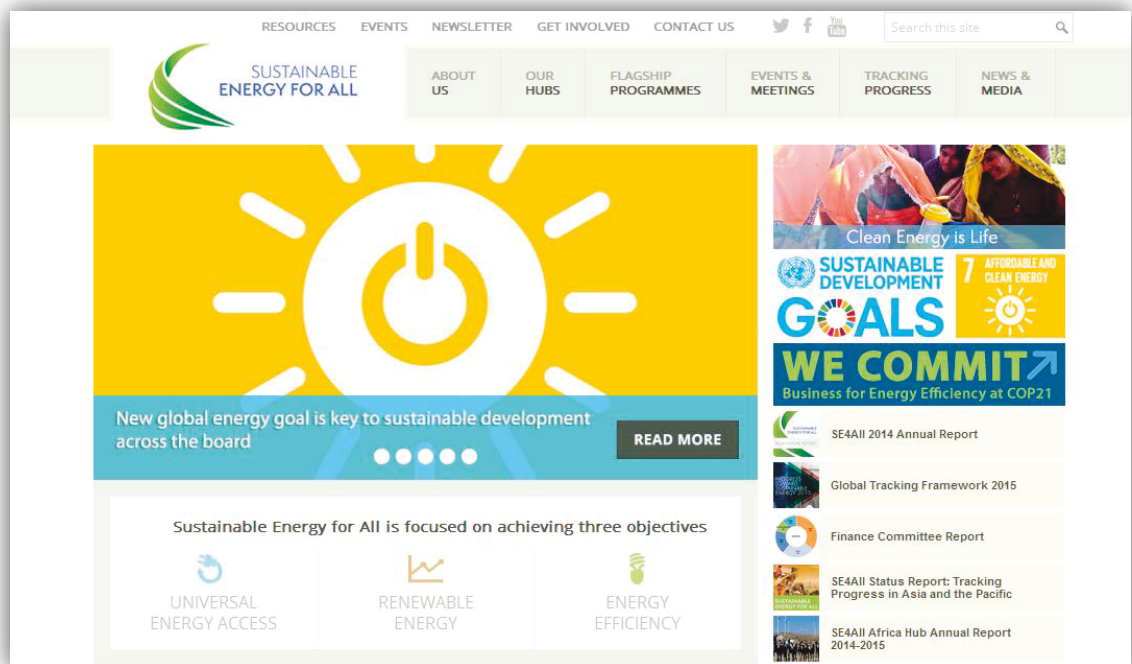 RESOURCES EVENTS NEWSLETTER GET INVOLVED CONTACT US You Tube Search this site
SUSTAINABLE
ENERGY FOR ALL
ABOUT
US
OUR
HUBS
FLAGSHIP
PROGRAMMES
EVENTS &
MEETINGS
TRACKING
PROGRESS
NEWS &
MEDIA
New global energy goal is key to sustainable development
across the board
READ MORE
Sustainable Energy for All is focused on achieving three objectives
UNIVERSAL
ENERGY ACCESS
RENEWABLE
ENERGY
ENERGY
EFFICIENCY
Clean Energy is Life
SUSTAINABLE
DEVELOPMENT
GOALS
7 AFFORDABLE AND
CLEAN ENERGY
WE COMMIT
Business for Energy Efficiency at COP21
SE4All 2014 Annual Report
Global Tracking Framework 2015
Finance Committee Report
SE4All Status Report: Tracking
Progress in Asia and the Pacific
SUSTAINABLE
ENERGY FOR ALL
SE4All Africa Hub Annual Report
2014-2015